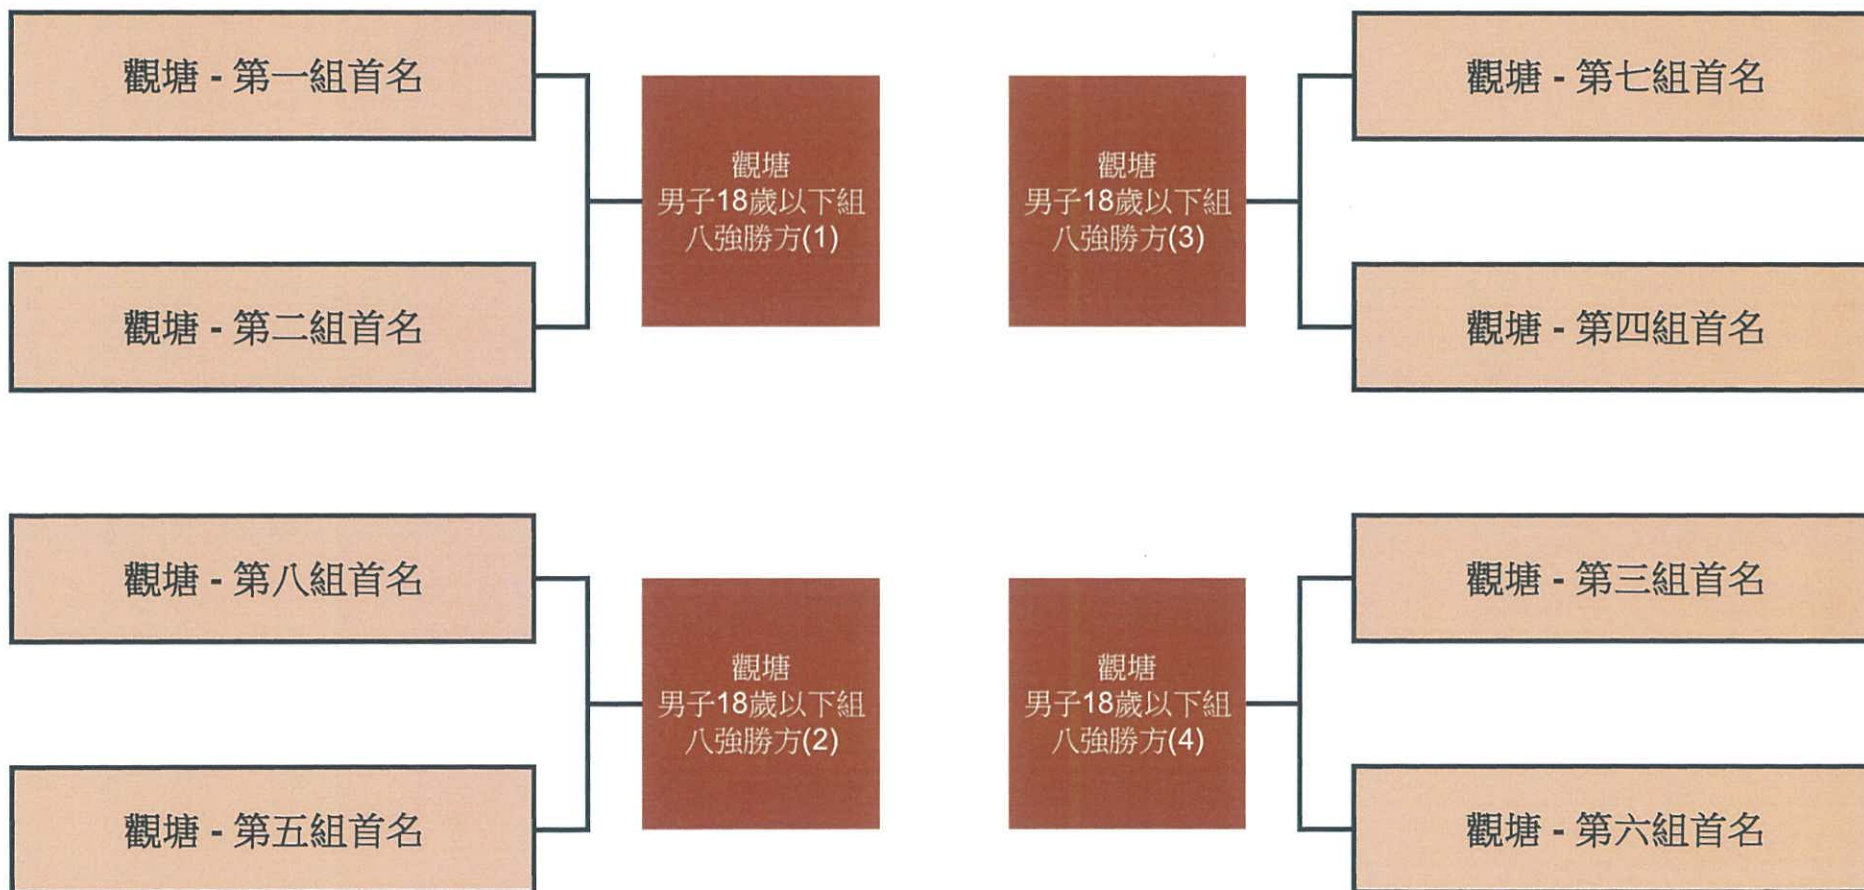 觀塘 - 第一組首名
觀塘 - 第二組首名
觀塘
男子18歲以下組
八強勝方(1)
觀塘
男子18歲以下組
八強勝方(3)
觀塘 - 第七組首名
觀塘 - 第四組首名
觀塘 - 第八組首名
觀塘 - 第五組首名
觀塘
男子18歲以下組
八強勝方(2)
觀塘
男子18歲以下組
八強勝方(4)
觀塘 - 第三組首名
觀塘 - 第六組首名